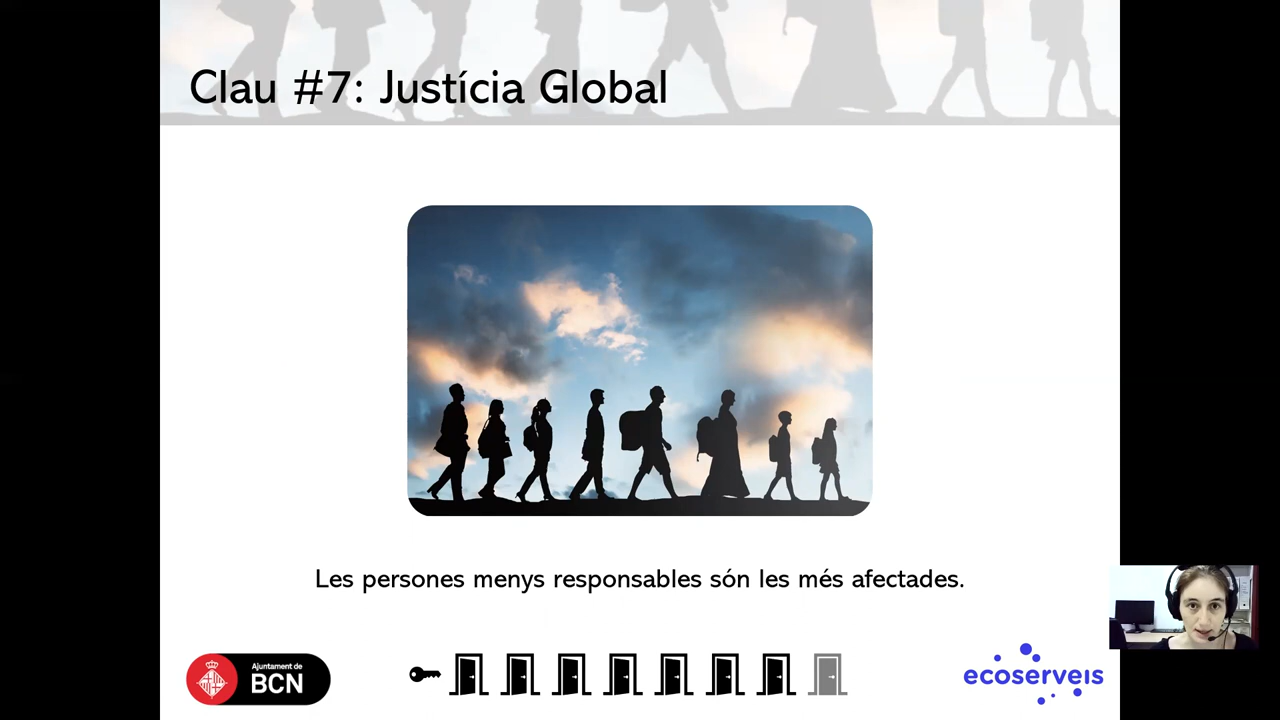 Clau #7: Justícia Global
Les persones menys responsables són les més afectades.
Ajuntament de
BCN
ecoserveis